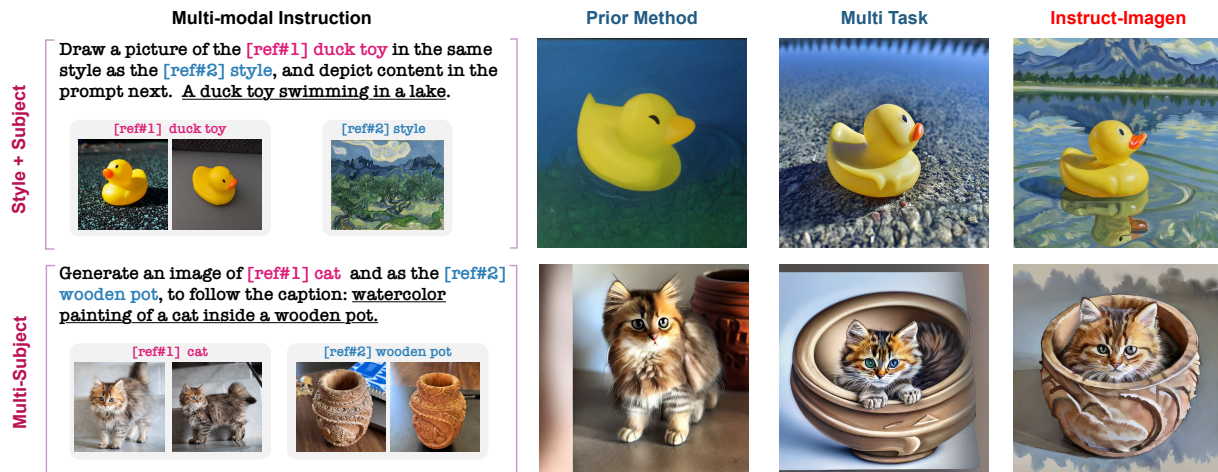 Multi-modal Instruction
Prior Method
Multi Task
Instruct-Imagen
Style + Subject
Draw a picture of the [ref#1] duck toy in the same
style as the [ref#2] style, and depict content in the
prompt next. A duck toy swimming in a lake.
[ref#1] duck toy
[ref#2] style
Multi-Subject
Generate an image of [ref#1] cat and as the [ref#2]
wooden pot, to follow the caption: watercolor
painting of a cat inside a wooden pot.
[ref#1] cat
[ref#2] wooden pot